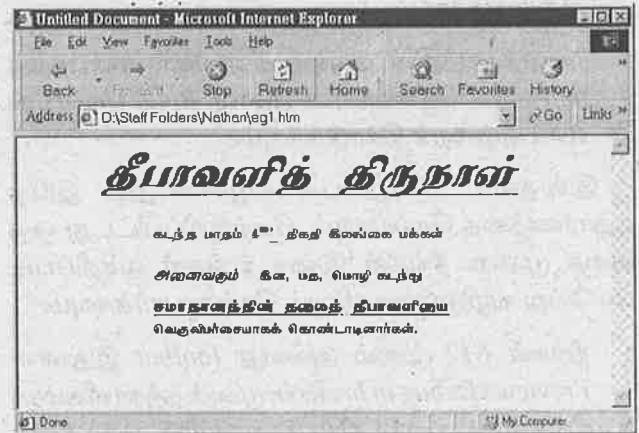 Untitled Document - Microsoft Internet Explorer
File Edit View Favorites Tools Help
Back Stop Refresh Home Search Favorites History
Address D:\Staff Folders\Nathan\eg1.htm Go Links
தீபாவளித் திருநாள்
கடந்த மாதம் திகதி இலங்கை மக்கள்
அனைவரும் இன, மத, மொழி கடந்து
சமாதானத்தின் தலைத் தீபாவளியை
வெகுவிமர்சையாகக் கொண்டாடினார்கள்.
Done My Computer